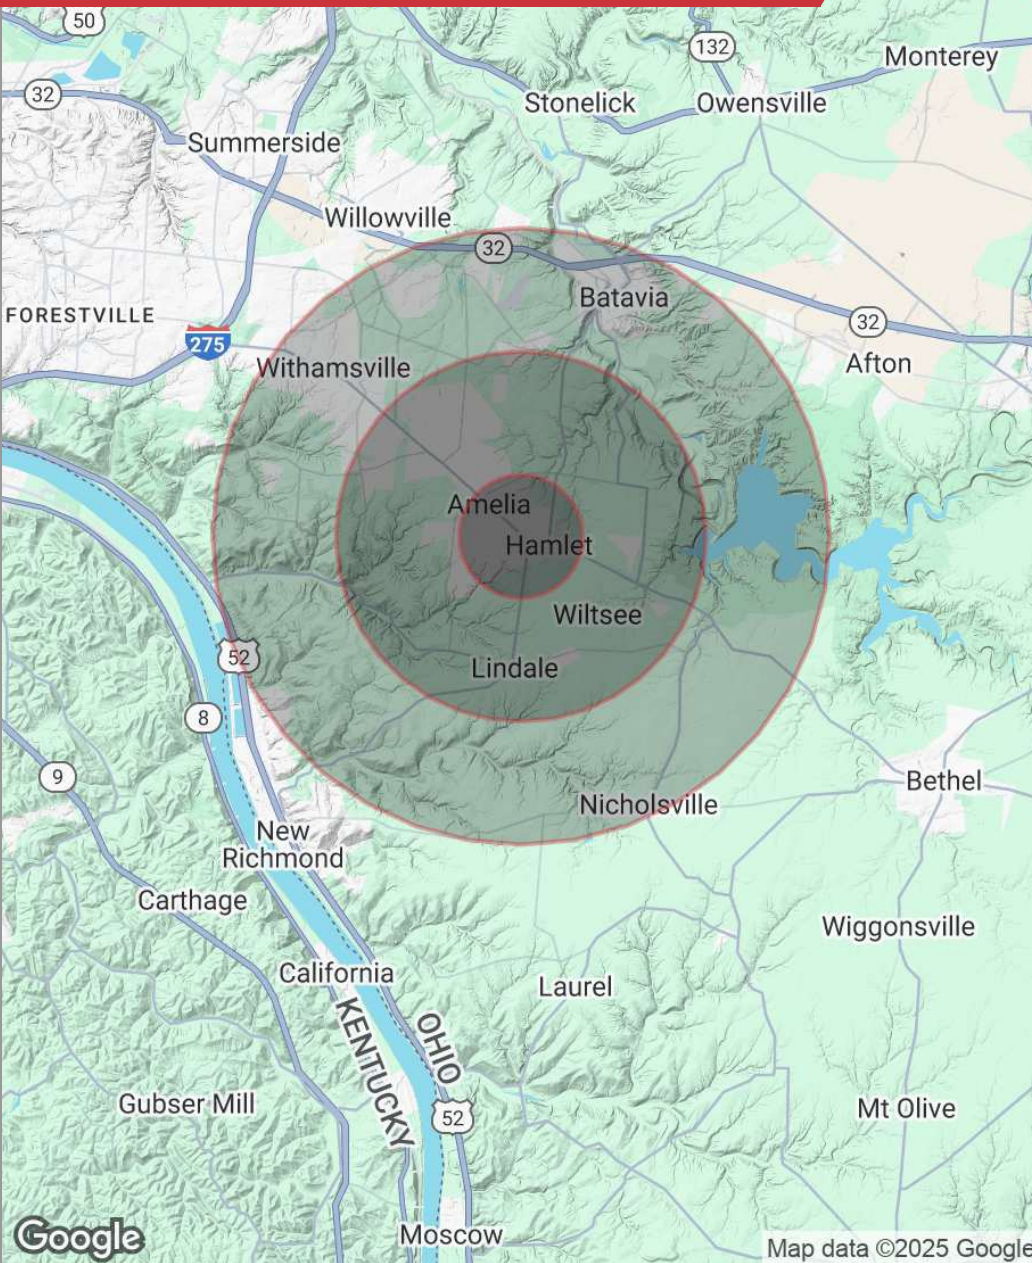 50
132
Monterey
32
Stonelick
Owensville
Summerside
Willowville
32
Batavia
FORESTVILLE
275
32
Withamsville
Afton
Amelia
Hamlet
Wiltsee
52
Lindale
8
9
Bethel
Nicholsville
New
Richmond
Carthage
Wiggonsville
California
Laurel
KENTUCKY
OHIO
Gubser Mill
52
Mt Olive
Moscow
Google
Map data ©2025 Google